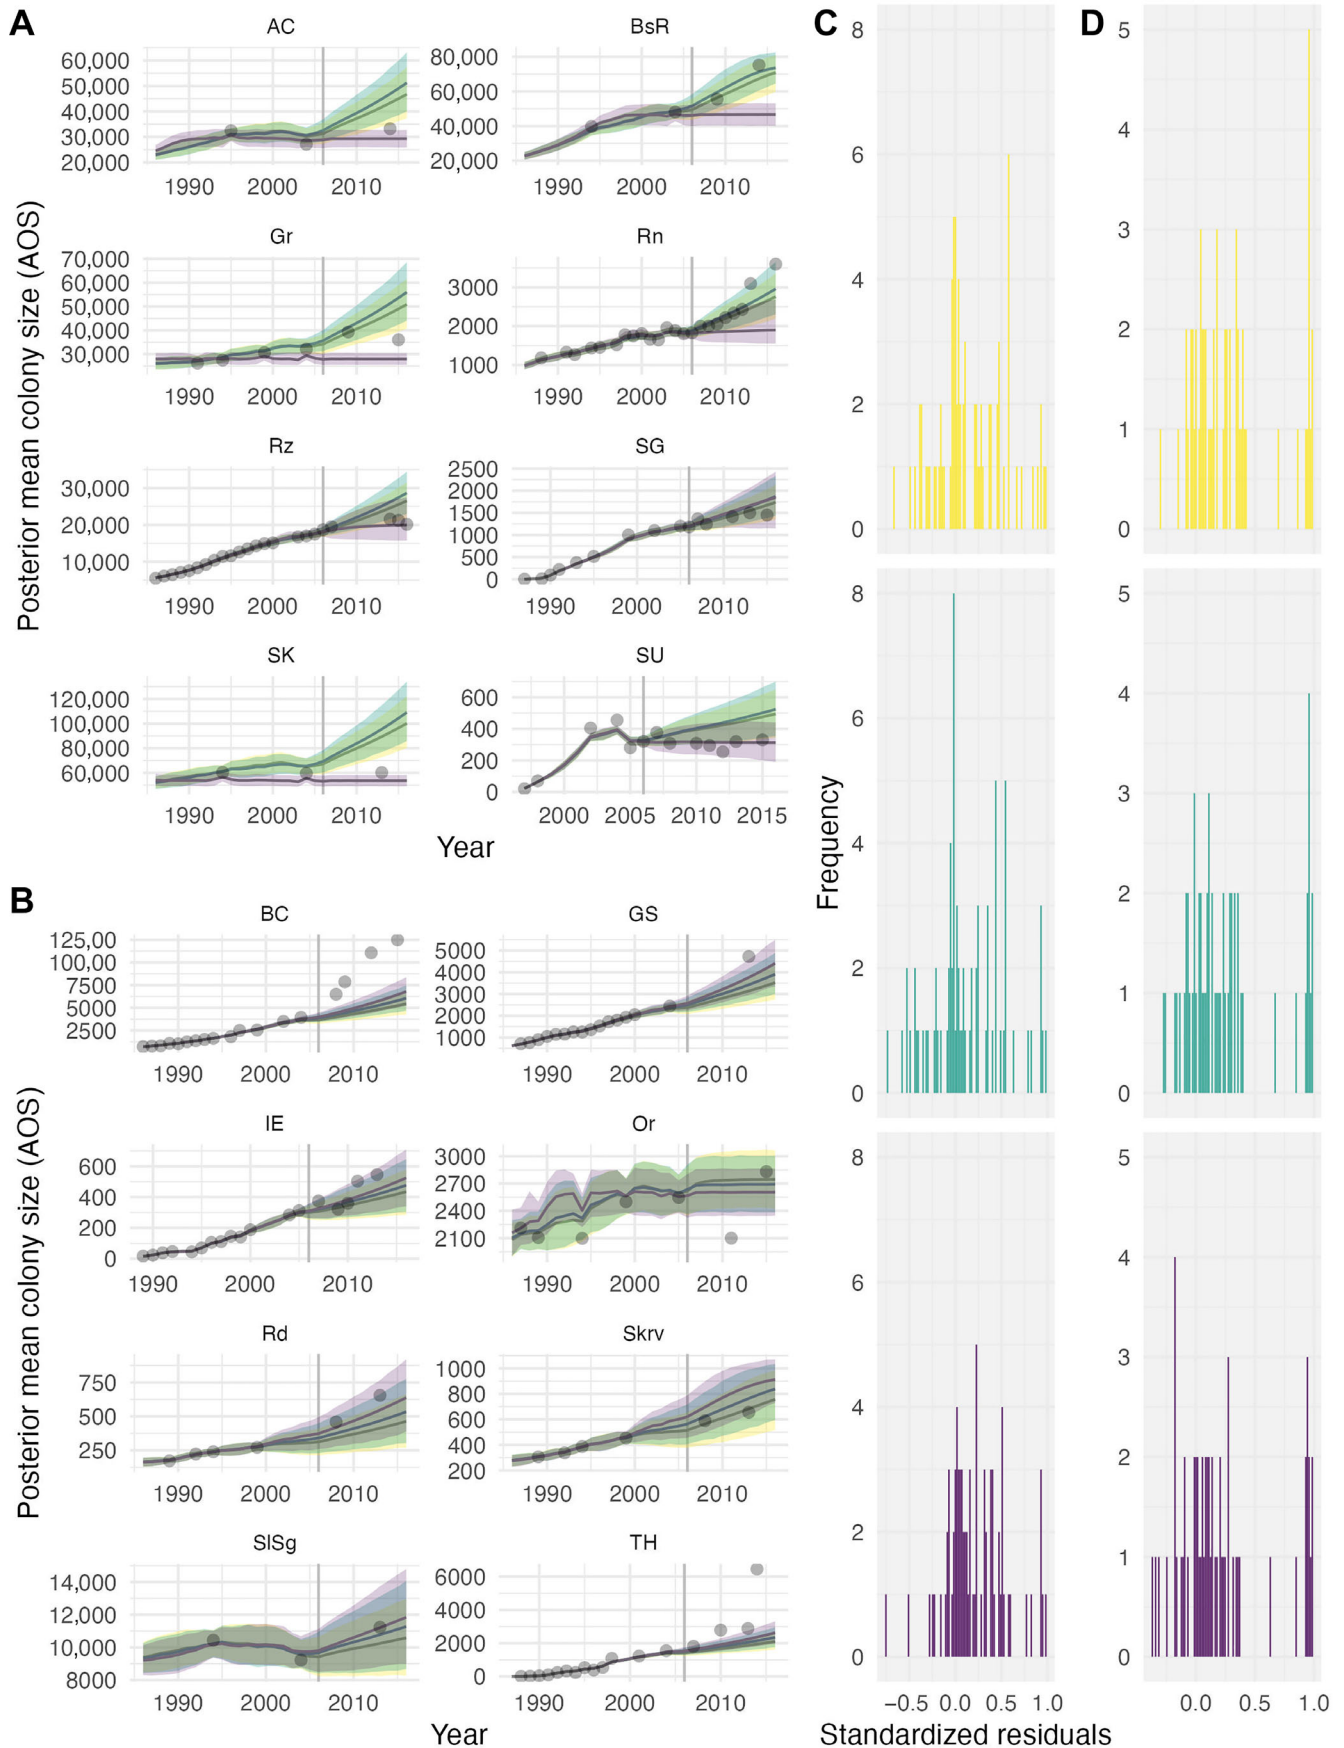 A
AC
BsR
60,000
50,000
40,000
30,000
20,000
1990 2000 2010
80,000
60,000
40,000
20,000
1990 2000 2010
Gr
Rn
70,000
60,000
50,000
40,000
30,000
1990 2000 2010
3000
2000
1000
1990 2000 2010
Rz
SG
30,000
20,000
10,000
1990 2000 2010
2500
2000
1500
1000
500
0
1990 2000 2010
SK
SU
120,000
100,000
80,000
60,000
1990 2000 2010
600
400
200
0
2000 2005 2010 2015
Posterior mean colony size (AOS)
Year
B
BC
GS
125,00
100,00
7500
5000
2500
1990 2000 2010
5000
4000
3000
2000
1000
1990 2000 2010
IE
Or
600
400
200
0
1990 2000 2010
3000
2700
2400
2100
1990 2000 2010
Rd
Skrv
750
500
250
1990 2000 2010
1000
800
600
400
200
1990 2000 2010
SlSg
TH
14,000
12,000
10,000
8000
1990 2000 2010
6000
4000
2000
0
1990 2000 2010
Posterior mean colony size (AOS)
Year
C
8
6
4
2
0
8
6
4
2
0
8
6
4
2
0
−0.5 0.0 0.5 1.0
Frequency
D
5
4
3
2
1
0
5
4
3
2
1
0
5
4
3
2
1
0
0.0 0.5 1.0
Standardized residuals